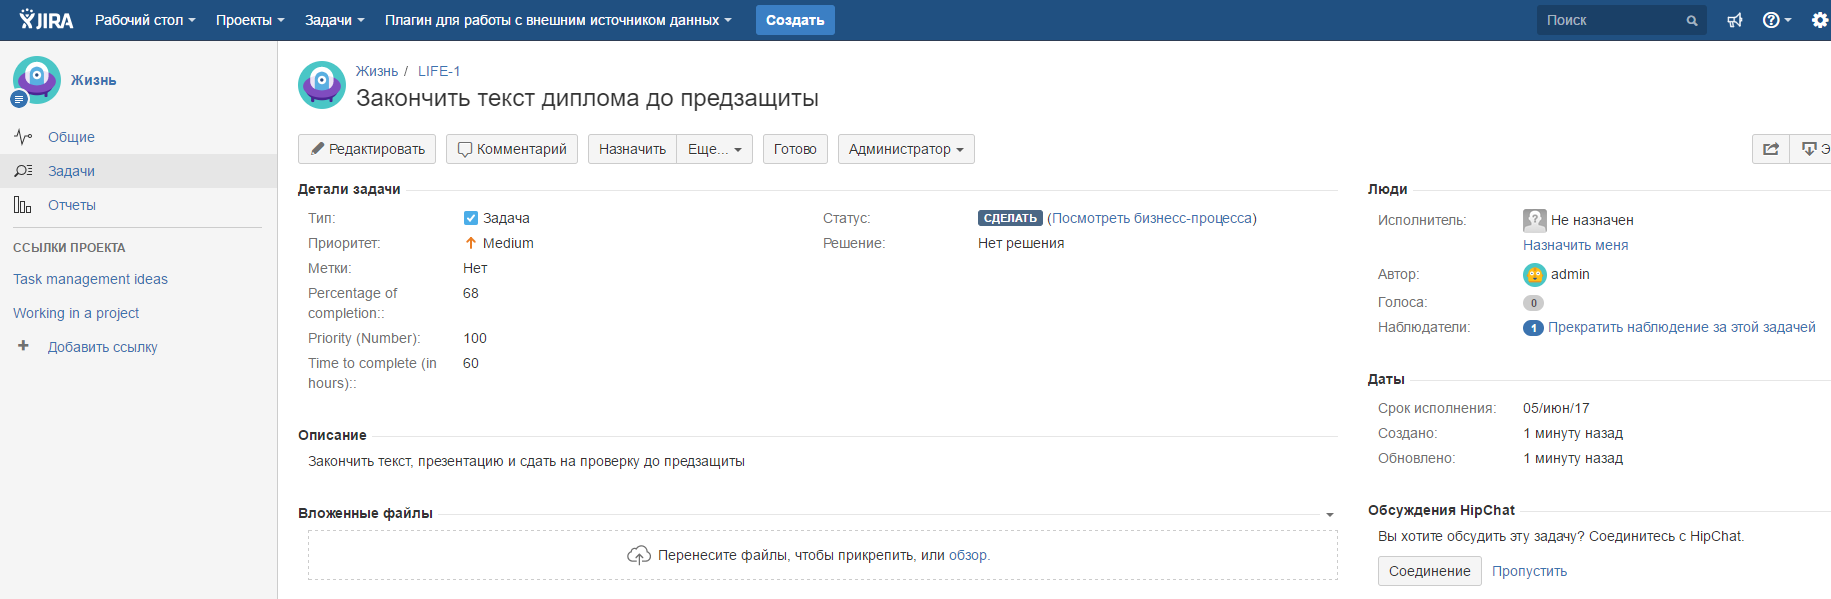 JIRA Рабочий стол Проекты Задачи Плагин для работы с внешним источником данных Создать Поиск
Жизнь
Общие
Задачи
Отчеты
ССЫЛКИ ПРОЕКТА
Task management ideas
Working in a project
+ Добавить ссылку
Жизнь / LIFE-1
Закончить текст диплома до предзащиты
Редактировать Комментарий Назначить Еще... Готово Администратор Э
Детали задачи
Тип: Задача
Приоритет: Medium
Метки: Нет
Percentage of
completion:: 68
Priority (Number): 100
Time to complete (in
hours):: 60
Статус: СДЕЛАТЬ (Посмотреть бизнес-процесса)
Решение: Нет решения
Описание
Закончить текст, презентацию и сдать на проверку до предзащиты
Вложенные файлы
Перенесите файлы, чтобы прикрепить, или обзор.
Люди
Исполнитель: Не назначен
Назначить меня
Автор: admin
Голоса: 0
Наблюдатели: 1 Прекратить наблюдение за этой задачей
Даты
Срок исполнения: 05/июн/17
Создано: 1 минуту назад
Обновлено: 1 минуту назад
Обсуждения HipChat
Вы хотите обсудить эту задачу? Соединитесь с HipChat.
Соединение Пропустить